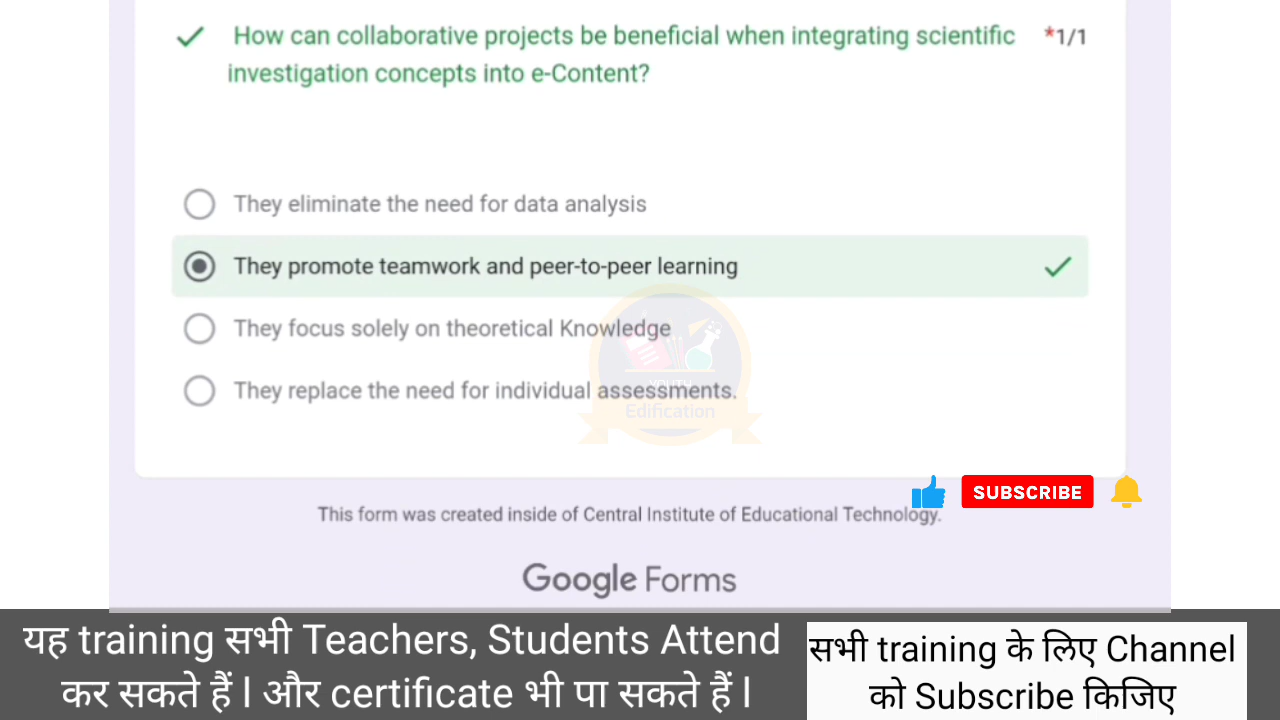 How can collaborative projects be beneficial when integrating scientific *1/1
investigation concepts into e-Content?
They eliminate the need for data analysis
They promote teamwork and peer-to-peer learning
They focus solely on theoretical Knowledge
They replace the need for individual assessments.
YOUTH
Edification
SUBSCRIBE
This form was created inside of Central Institute of Educational Technology.
Google Forms
यह training सभी Teachers, Students Attend
कर सकते हैं l और certificate भी पा सकते हैं l
सभी training के लिए Channel
को Subscribe किजिए